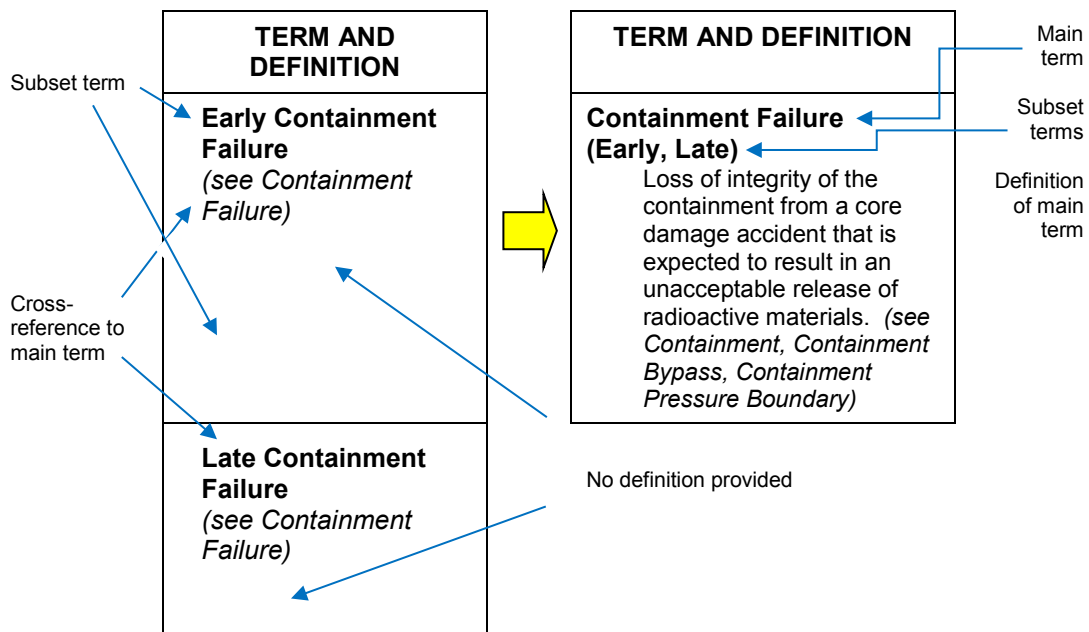 Subset term
Cross-
reference to
main term
TERM AND
DEFINITION
Early Containment
Failure
(see Containment
Failure)
Late Containment
Failure
(see Containment
Failure)
TERM AND DEFINITION
Containment Failure
(Early, Late)
Loss of integrity of the
containment from a core
damage accident that is
expected to result in an
unacceptable release of
radioactive materials.  (see
Containment, Containment
Bypass, Containment
Pressure Boundary)
No definition provided
Main
term
Subset
terms
Definition
of main
term